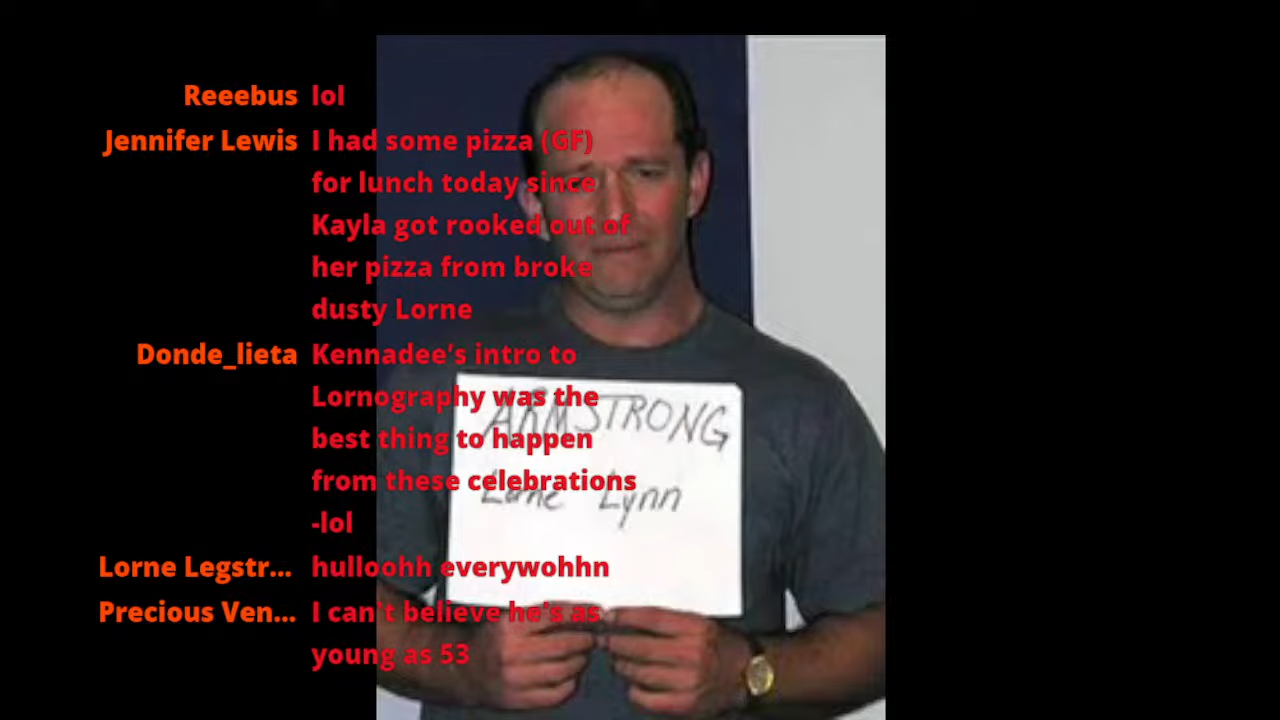 Reeebus lol
Jennifer Lewis I had some pizza (GF)
for lunch today since
Kayla got rooked out of
her pizza from broke
dusty Lorne
Donde_lieta Kennadee's intro to
Lornography was the
best thing to happen
from these celebrations
-lol
Lorne Legstr... hulloohh everywohhn
Precious Ven... I can't believe he's as
young as 53
ARMSTRONG
Lorne Lynn